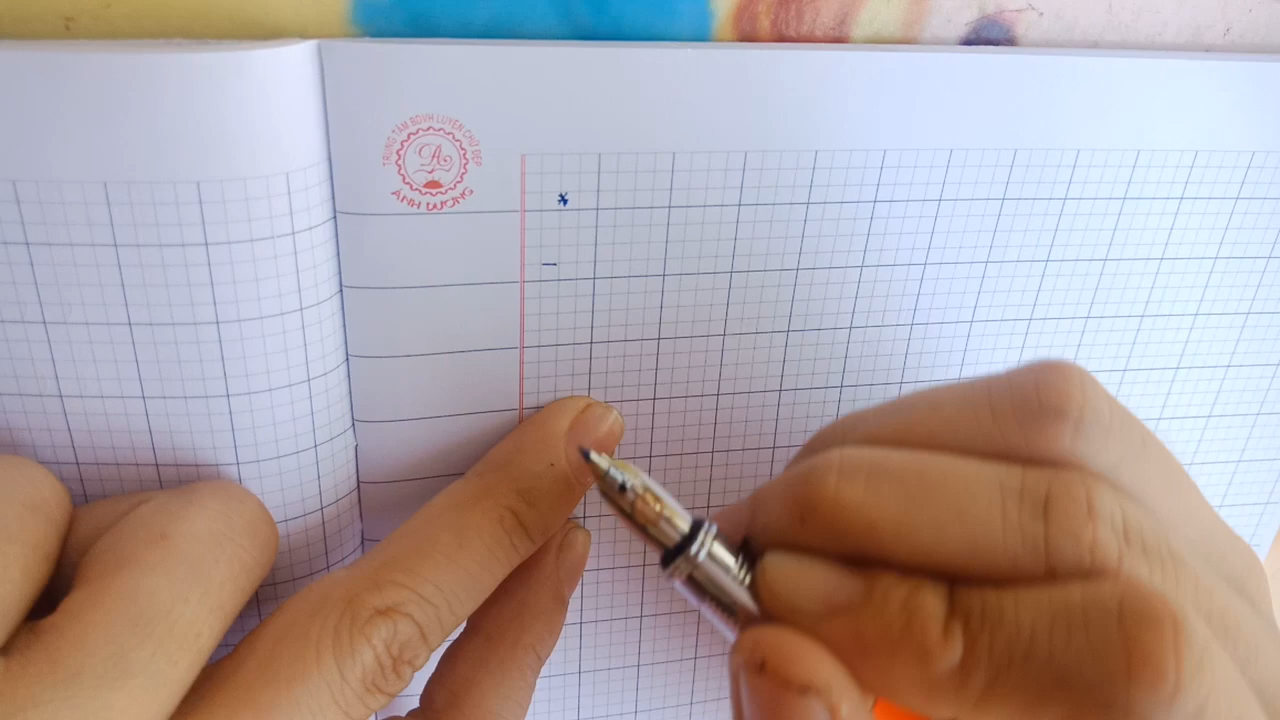 TRUNG TÂM BDVH LUYỆN CHỮ ĐẸP
ÁNH DƯƠNG
*
-